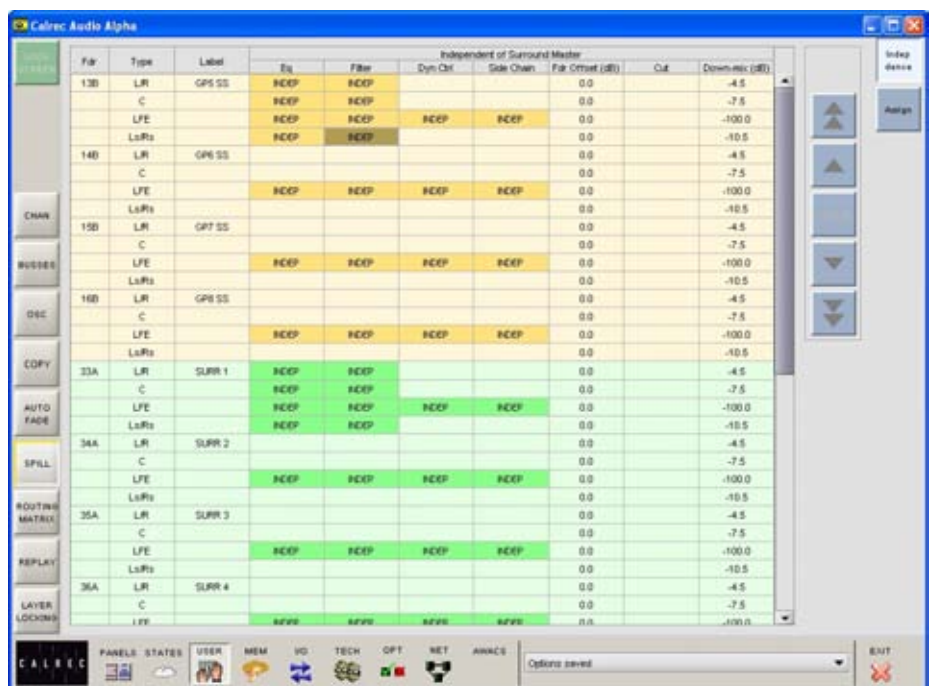 Calrec Audio Alpha
Indep
dence
Assign
CHAN
BUSSES
OSC
COPY
AUTO
FADE
SPILL
ROUTING
MATRIX
REPLAY
LAYER
LOCKING
Independent of Surround Master
Fdr Type Label Eq Filter Dyn Ctrl Side Chain Fdr Offset (dB) Cut Down-mix (dB)
13B L/R GP5 SS INDEP INDEP 0.0 -4.5
C INDEP INDEP 0.0 -7.5
LFE INDEP INDEP INDEP INDEP 0.0 -100.0
Ls/Rs INDEP INDEP 0.0 -10.5
14B L/R GP6 SS 0.0 -4.5
C 0.0 -7.5
LFE INDEP INDEP INDEP INDEP 0.0 -100.0
Ls/Rs 0.0 -10.5
15B L/R GP7 SS 0.0 -4.5
C 0.0 -7.5
LFE INDEP INDEP INDEP INDEP 0.0 -100.0
Ls/Rs 0.0 -10.5
16B L/R GP8 SS 0.0 -4.5
C 0.0 -7.5
LFE INDEP INDEP INDEP INDEP 0.0 -100.0
Ls/Rs 0.0 -10.5
33A L/R SURR 1 INDEP INDEP 0.0 -4.5
C INDEP INDEP 0.0 -7.5
LFE INDEP INDEP INDEP INDEP 0.0 -100.0
Ls/Rs INDEP INDEP 0.0 -10.5
34A L/R SURR 2 0.0 -4.5
C 0.0 -7.5
LFE INDEP INDEP INDEP INDEP 0.0 -100.0
Ls/Rs 0.0 -10.5
35A L/R SURR 3 0.0 -4.5
C 0.0 -7.5
LFE INDEP INDEP INDEP INDEP 0.0 -100.0
Ls/Rs 0.0 -10.5
36A L/R SURR 4 0.0 -4.5
C 0.0 -7.5
LFE INDEP INDEP INDEP INDEP 0.0 -100.0
CALREC PANELS STATES USER MEM I/O TECH OPT NET AWACS Options saved EXIT